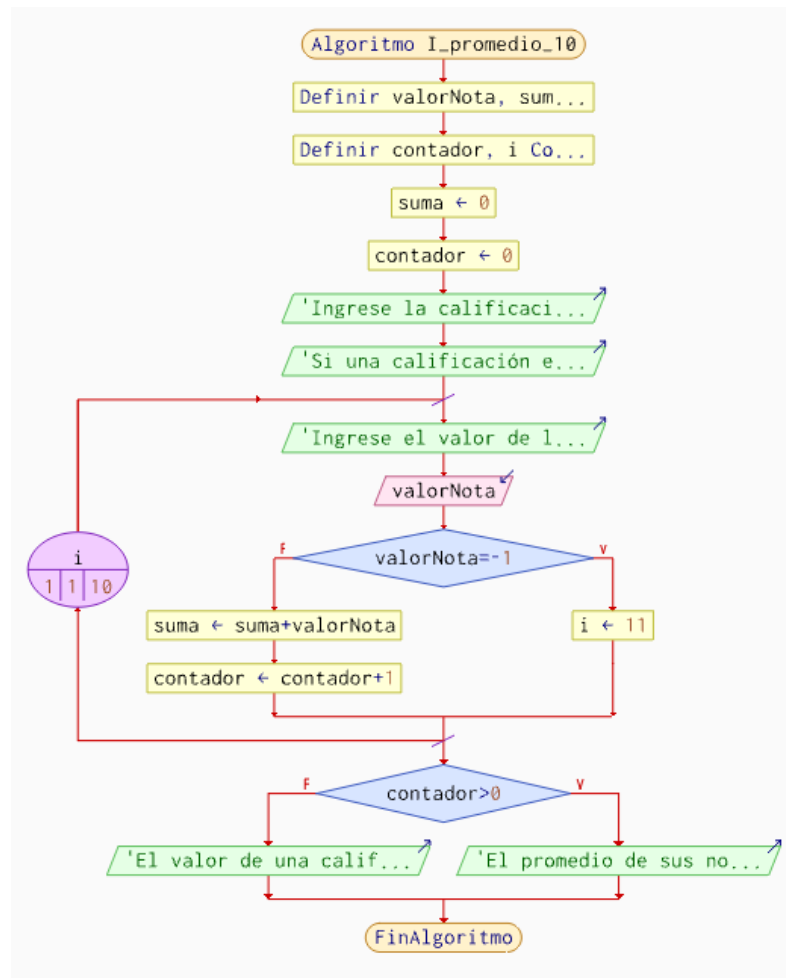 Algoritmo I_promedio_10
Definir valorNota, sum...
Definir contador, i Co...
suma ← 0
contador ← 0
'Ingrese la calificaci...
'Si una calificación e...
'Ingrese el valor de l...
valorNota
i
1 1 10
F valorNota=-1 V
suma ← suma+valorNota
i ← 11
contador ← contador+1
F contador>0 V
'El valor de una calif...
'El promedio de sus no...
FinAlgoritmo